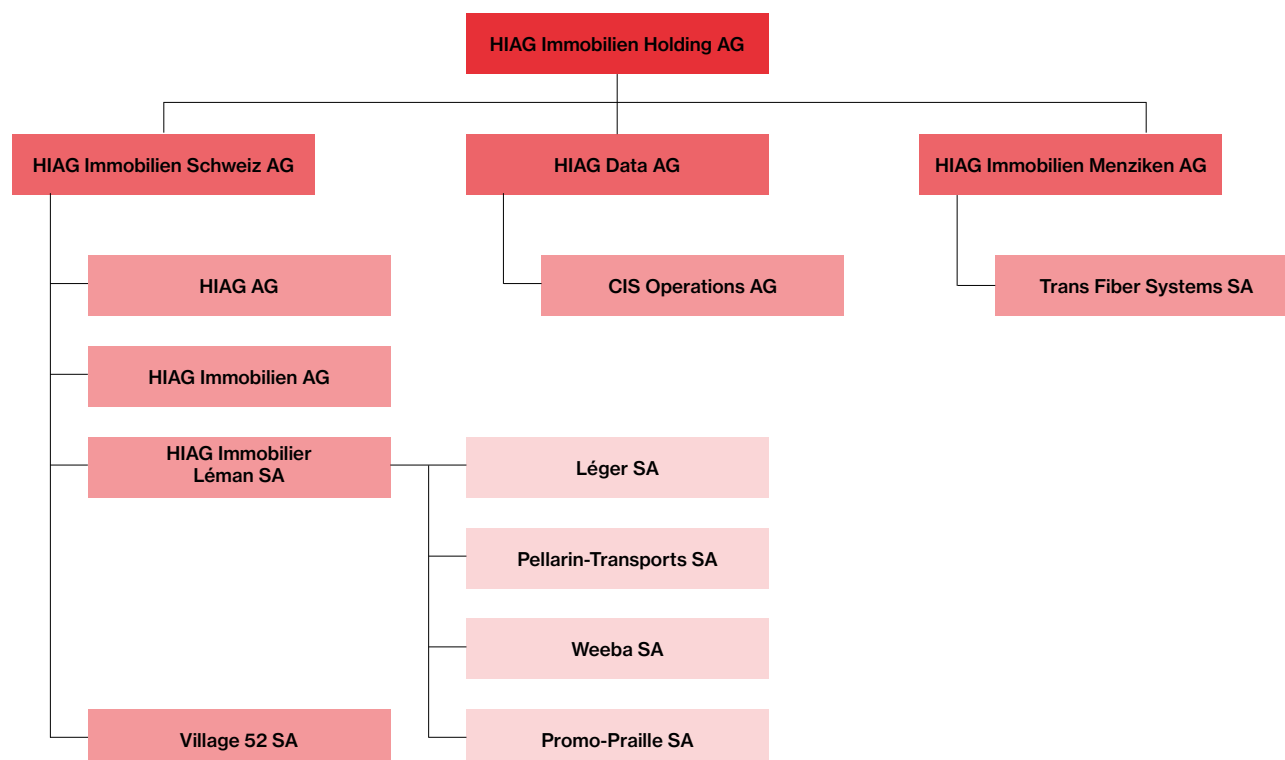 HIAG Immobilien Holding AG
HIAG Immobilien Schweiz AG
HIAG Data AG
HIAG Immobilien Menziken AG
HIAG AG
CIS Operations AG
Trans Fiber Systems SA
HIAG Immobilien AG
HIAG Immobilier
Léman SA
Léger SA
Pellarin-Transports SA
Weeba SA
Village 52 SA
Promo-Praille SA